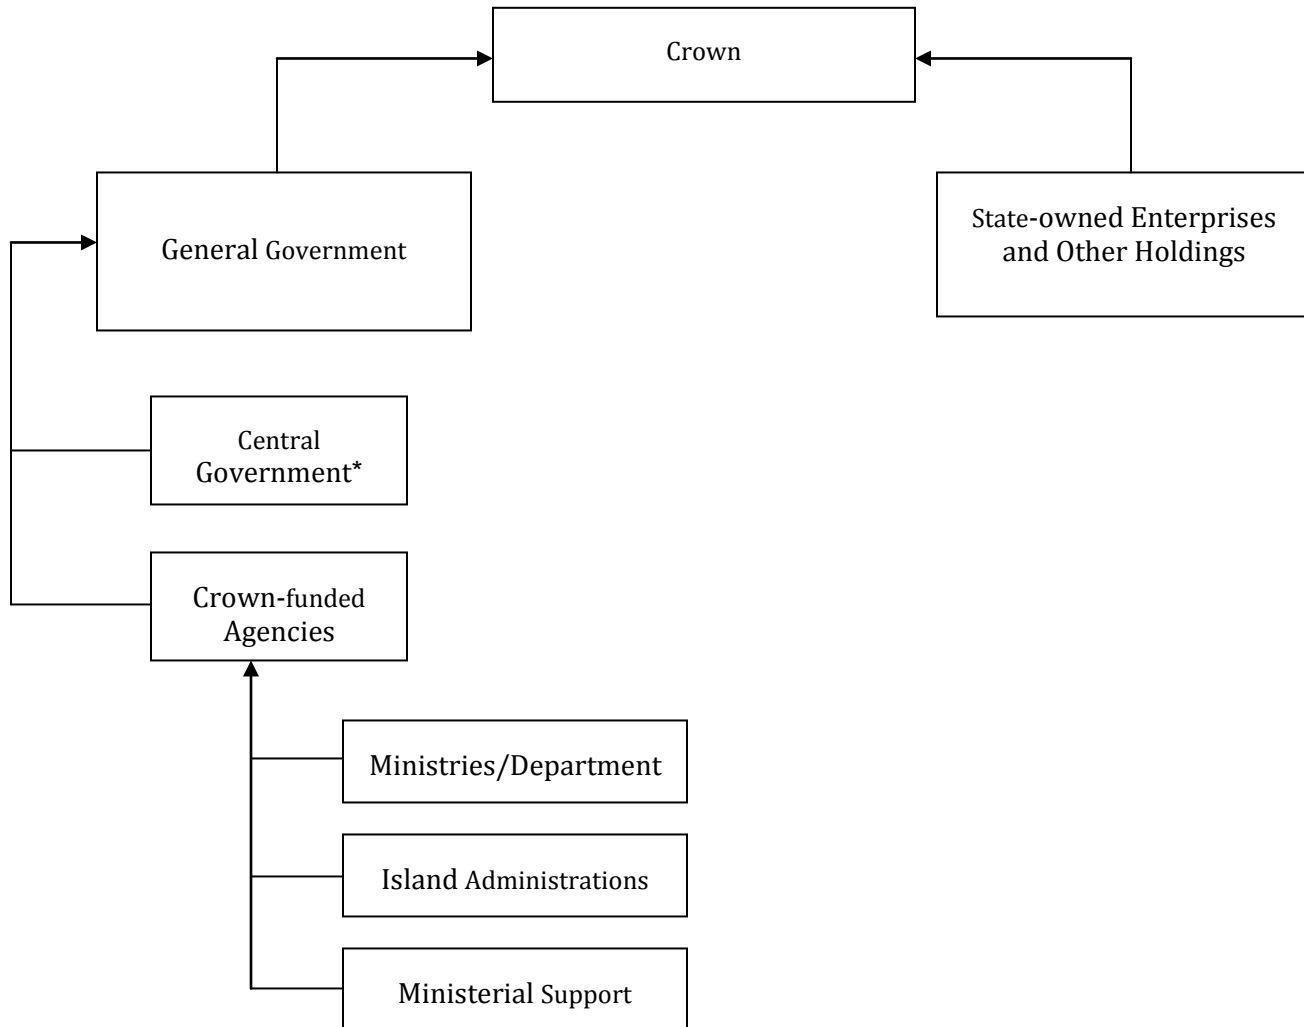 Crown
General Government
State-owned Enterprises
and Other Holdings
Central
Government*
Crown-funded
Agencies
Ministries/Department
Island Administrations
Ministerial Support